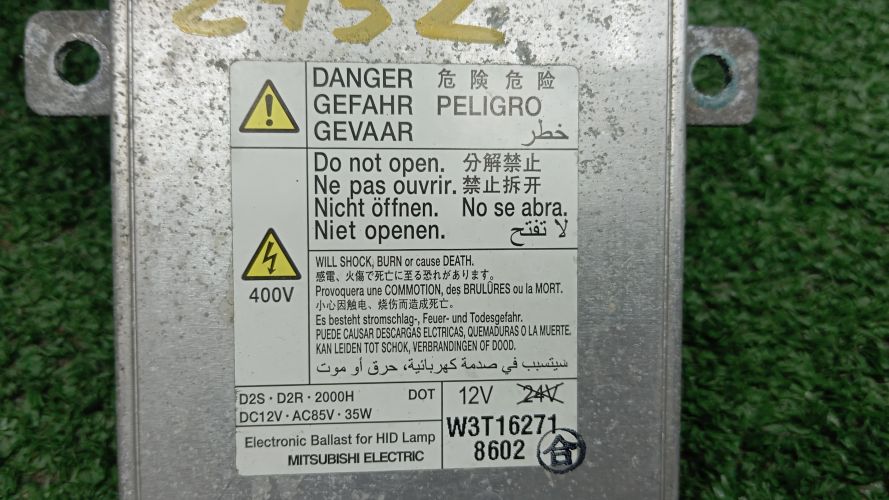 2432
DANGER 危険危险
GEFAHR PELIGRO
GEVAAR خطر
Do not open. 分解禁止
Ne pas ouvrir. 禁止拆开
Nicht öffnen. No se abra.
Niet openen. لا تفتح
400V
WILL SHOCK, BURN or cause DEATH.
感電、火傷で死亡に至る恐れがあります。
Provoquera une COMMOTION, des BRULÛRES ou la MORT.
小心因触电、烧伤而造成死亡。
Es besteht stromschlag-, Feuer- und Todesgefahr.
PUEDE CAUSAR DESCARGAS ELCTRICAS, QUEMADURAS O LA MUERTE.
KAN LEIDEN TOT SCHOK, VERBRANDINGEN OF DOOD.
سيتسبب في صدمة كهربائية، حرق أو موت
D2S · D2R · 2000H DOT
DC12V · AC85V · 35W
12V 24V
Electronic Ballast for HID Lamp
MITSUBISHI ELECTRIC
W3T16271
8602 合